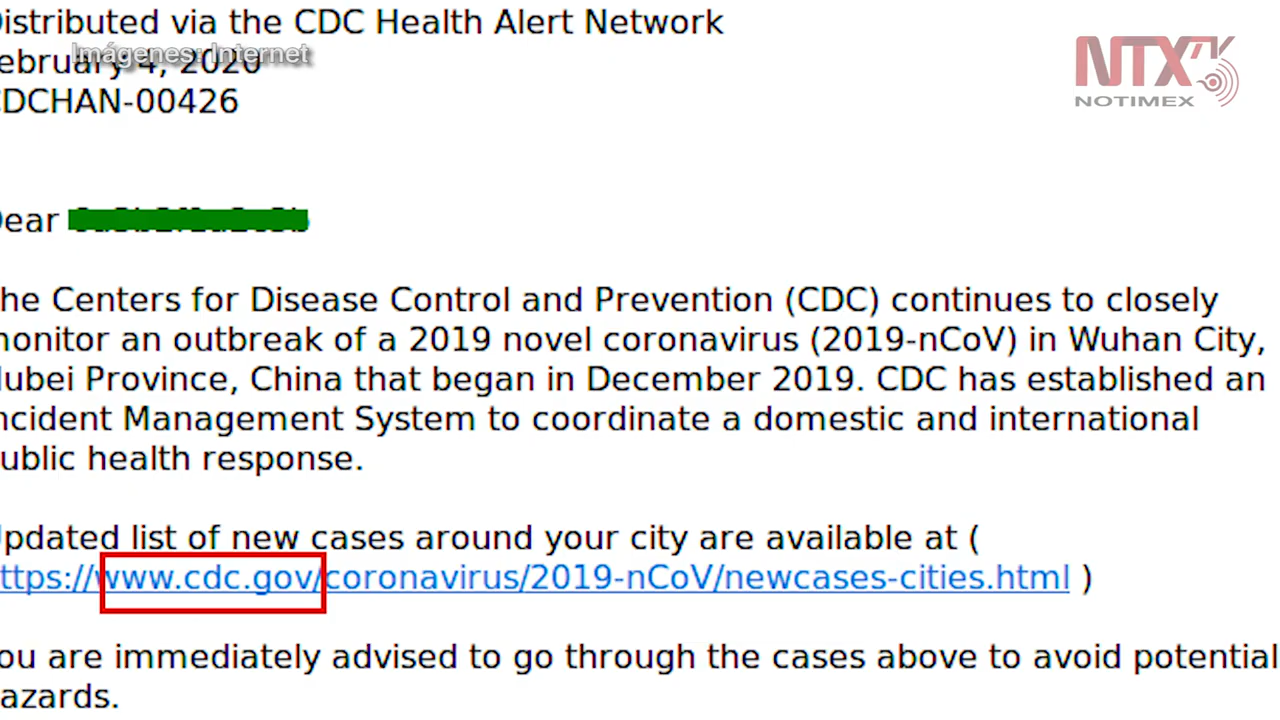 istributed via the CDC Health Alert Network
Imágenes: Internet
ebruary 4, 2020
CDCHAN-00426
NTX
NOTIMEX
ear
he Centers for Disease Control and Prevention (CDC) continues to closely
monitor an outbreak of a 2019 novel coronavirus (2019-nCoV) in Wuhan City,
Hubei Province, China that began in December 2019. CDC has established an
ncident Management System to coordinate a domestic and international
ublic health response.
Updated list of new cases around your city are available at (
ttps://www.cdc.gov/coronavirus/2019-nCoV/newcases-cities.html )
ou are immediately advised to go through the cases above to avoid potential
azards.